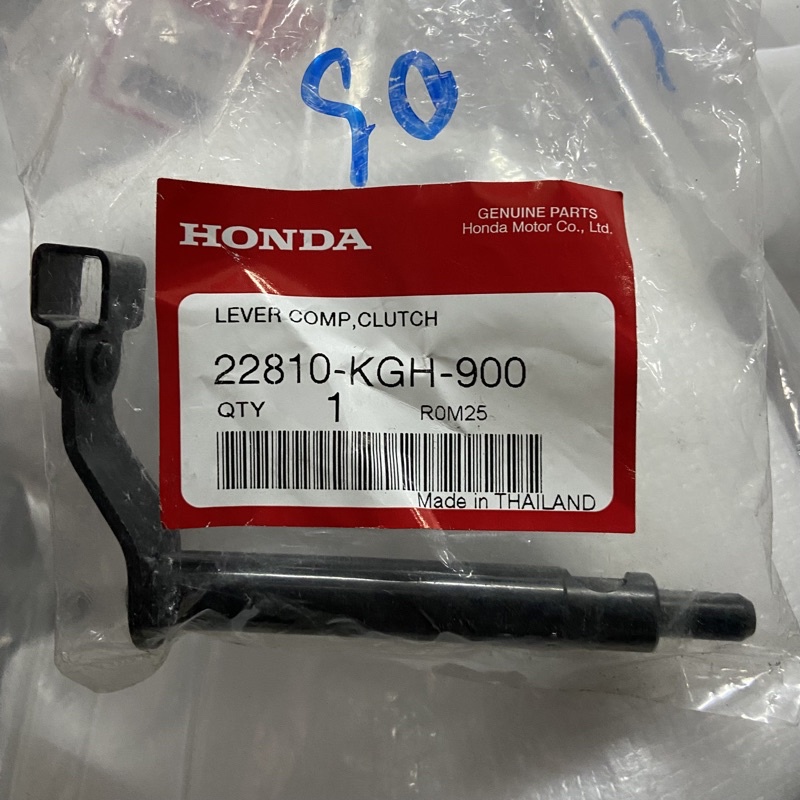 90
HONDA
GENUINE PARTS
Honda Motor Co., Ltd.
LEVER COMP,CLUTCH
22810-KGH-900
QTY 1 R0M25
Made in THAILAND